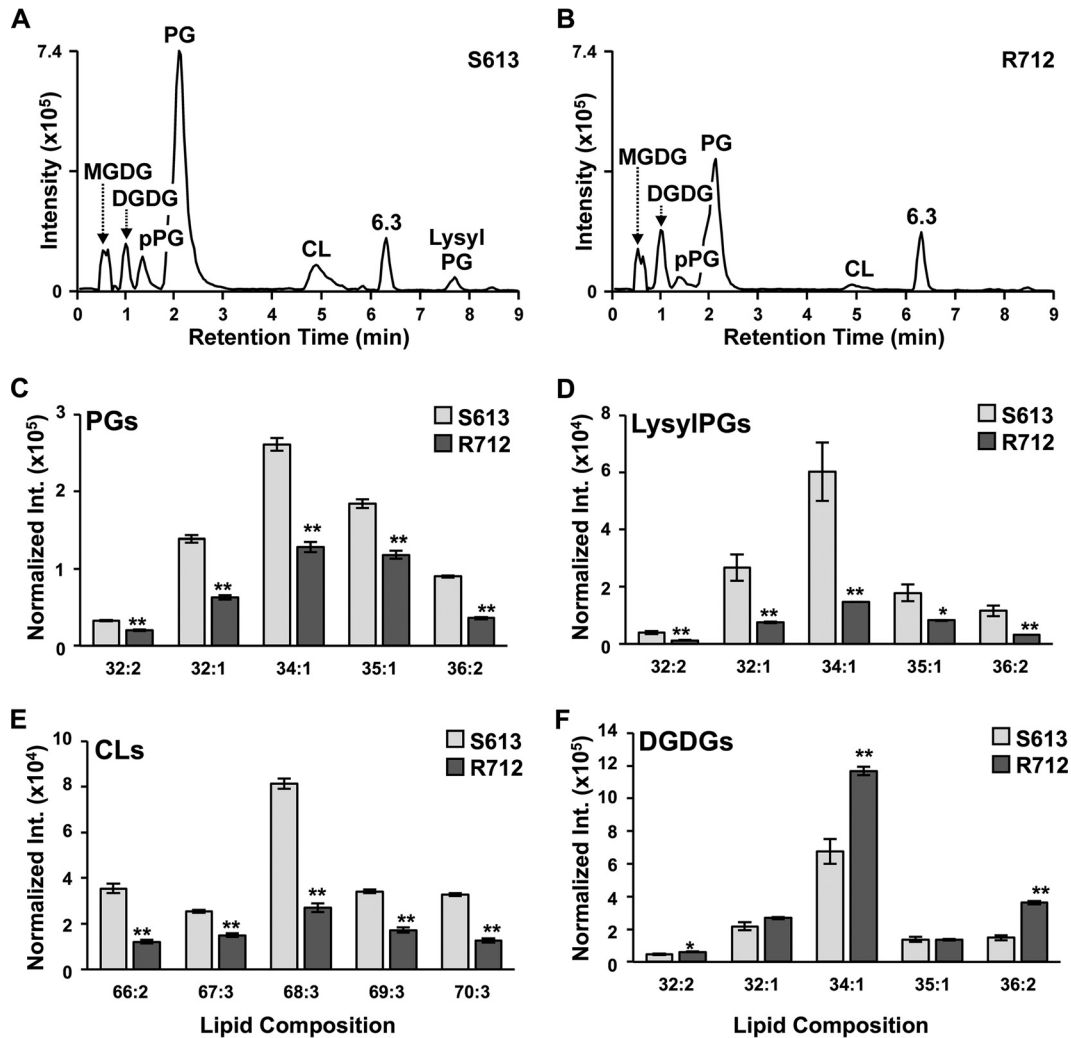 A
PG
S613
7.4
MGDG
DGDG
pPG
CL
6.3
Lysyl
PG
0
Intensity (x10⁵)
0 1 2 3 4 5 6 7 8 9
Retention Time (min)
B
R712
7.4
PG
MGDG
DGDG
pPG
CL
6.3
0
Intensity (x10⁵)
0 1 2 3 4 5 6 7 8 9
Retention Time (min)
C
PGs
S613
R712
3
2
1
0
Normalized Int. (x10⁵)
** ** ** ** **
32:2 32:1 34:1 35:1 36:2
D
LysylPGs
S613
R712
8
6
4
2
0
Normalized Int. (x10⁴)
** ** ** * **
32:2 32:1 34:1 35:1 36:2
E
CLs
S613
R712
10
8
6
4
2
0
Normalized Int. (x10⁴)
** ** ** ** **
66:2 67:3 68:3 69:3 70:3
Lipid Composition
F
DGDGs
S613
R712
14
12
10
8
6
4
2
0
Normalized Int. (x10⁵)
* ** **
32:2 32:1 34:1 35:1 36:2
Lipid Composition